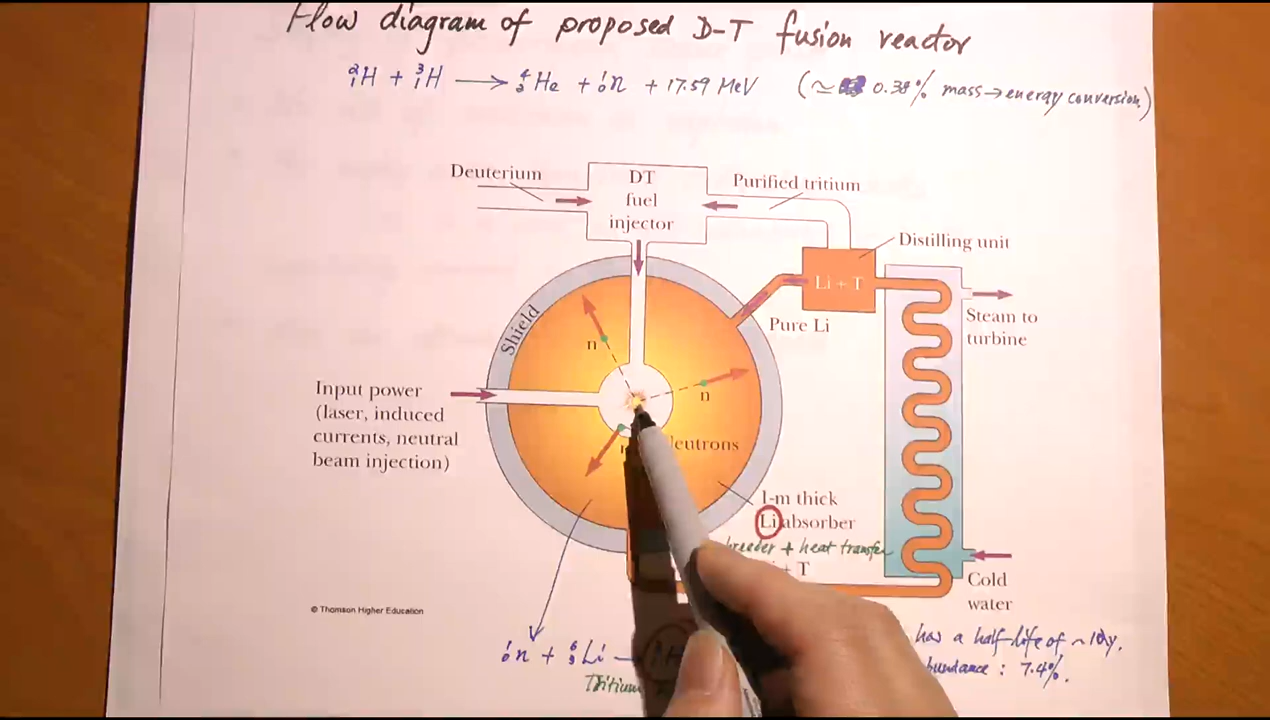 Flow diagram of proposed D-T fusion reactor
²₁H + ³₁H → ⁴₂He + ¹₀n + 17.59 MeV (≃ 0.38% mass→energy conversion)
Deuterium
DT
fuel
injector
Purified tritium
Distilling unit
Li + T
Pure Li
Steam to
turbine
Shield
n
n
Input power
(laser, induced
currents, neutral
beam injection)
Neutrons
1-m thick
Li absorber
breeder + heat transfer
+ T
Cold
water
© Thomson Higher Education
¹₀n + ⁶₃Li →
Tritium
has a half-life of ~10y.
abundance : 7.4%.